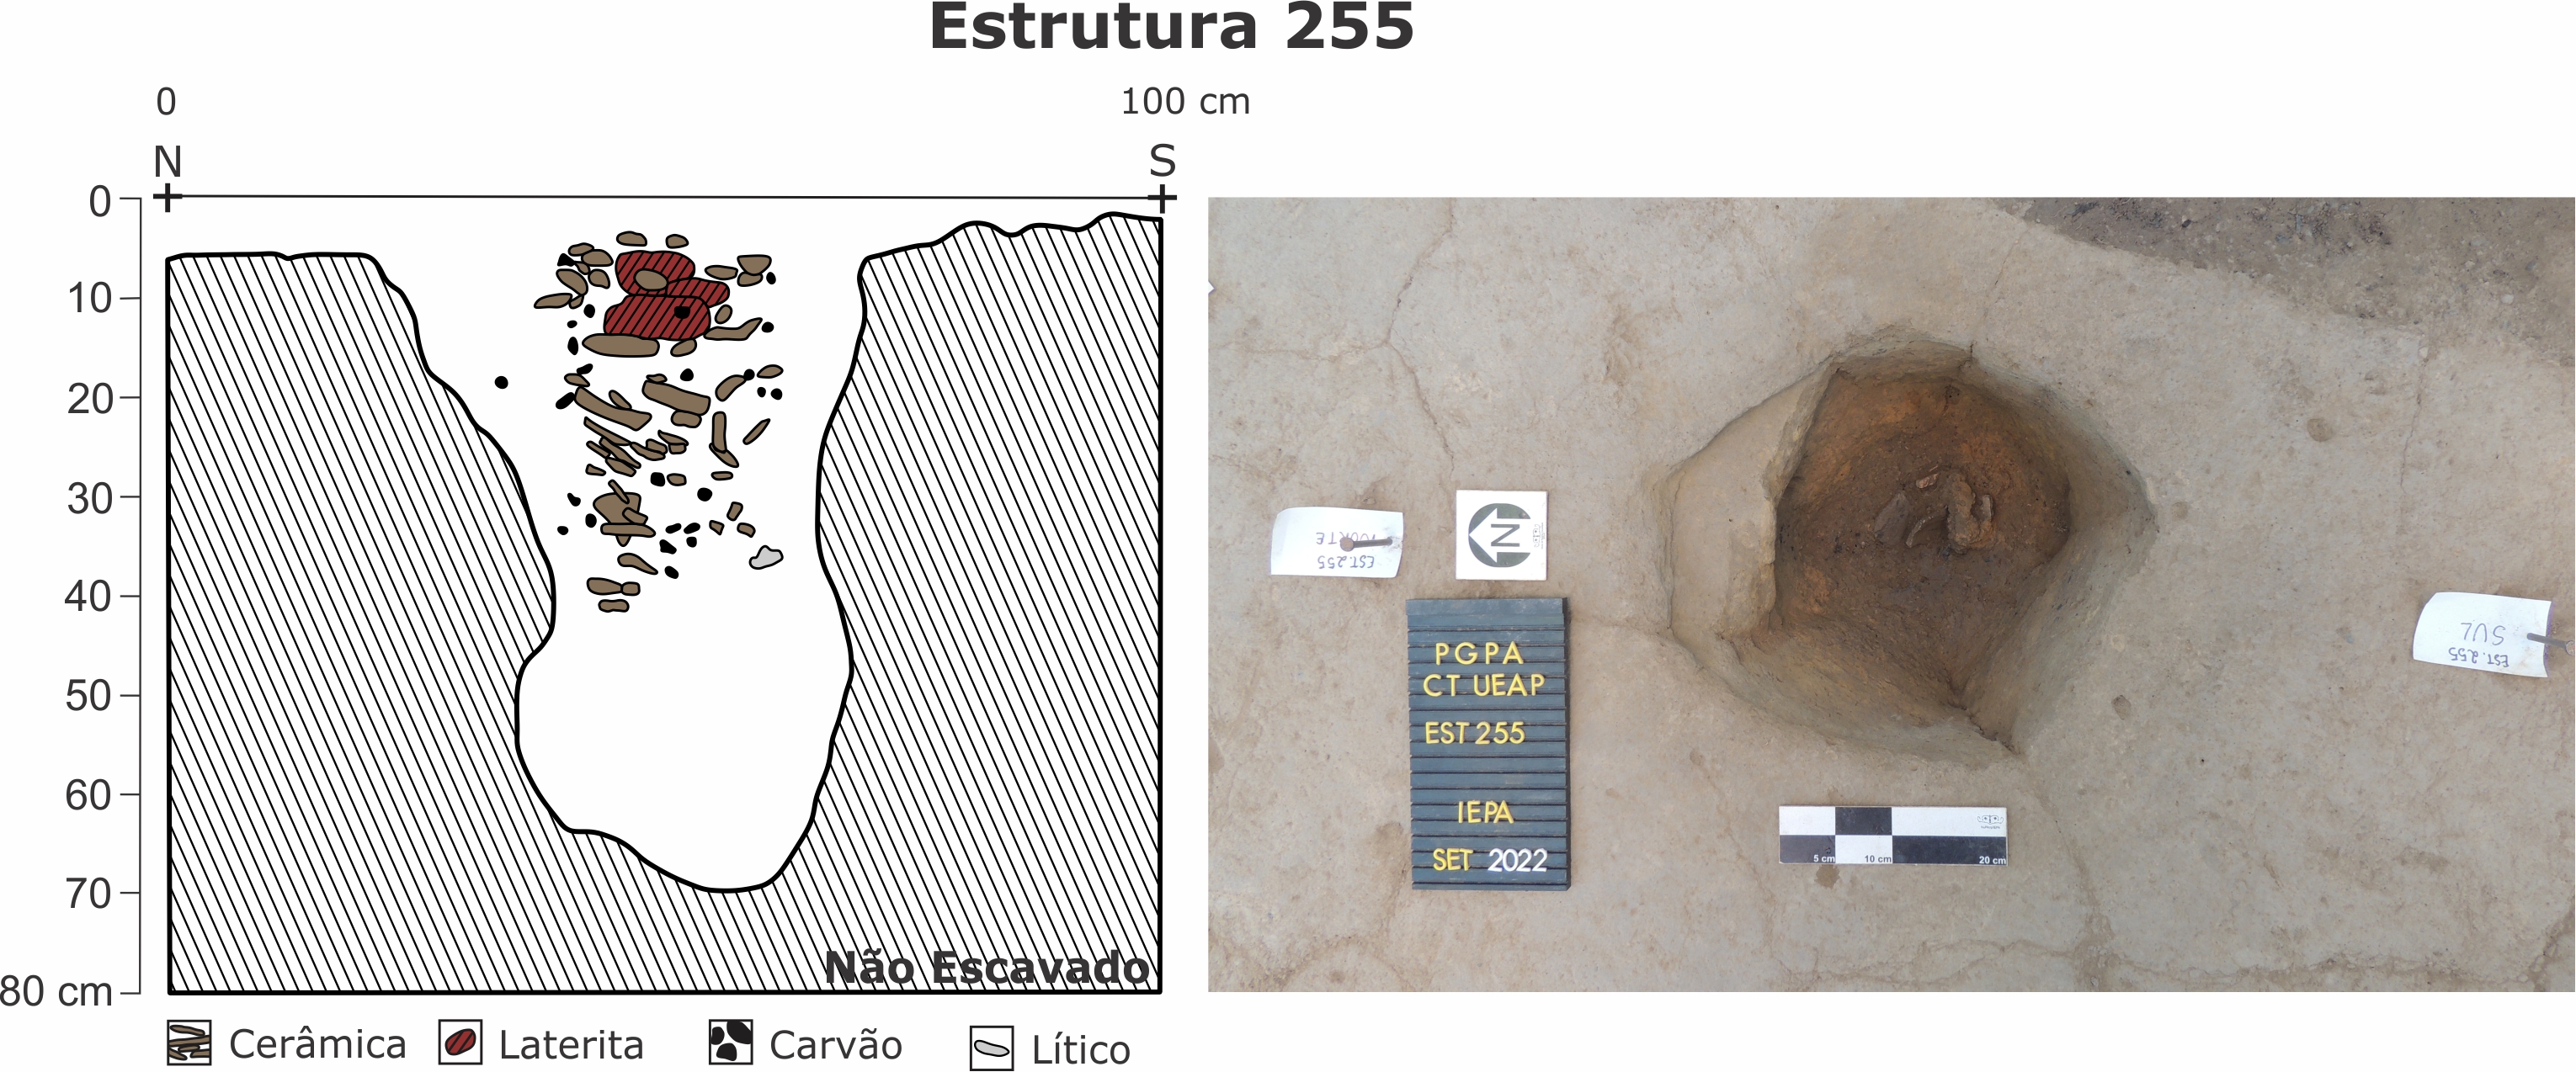 Estrutura 255
0
100 cm
N
S
0
10
20
30
40
50
60
70
80 cm
Não Escavado
Cerâmica
Laterita
Carvão
Lítico
EST.255
NORTE
N
PGPA
CT UEAP
EST 255
IEPA
SET 2022
5 cm
10 cm
20 cm
EST.255
SUL